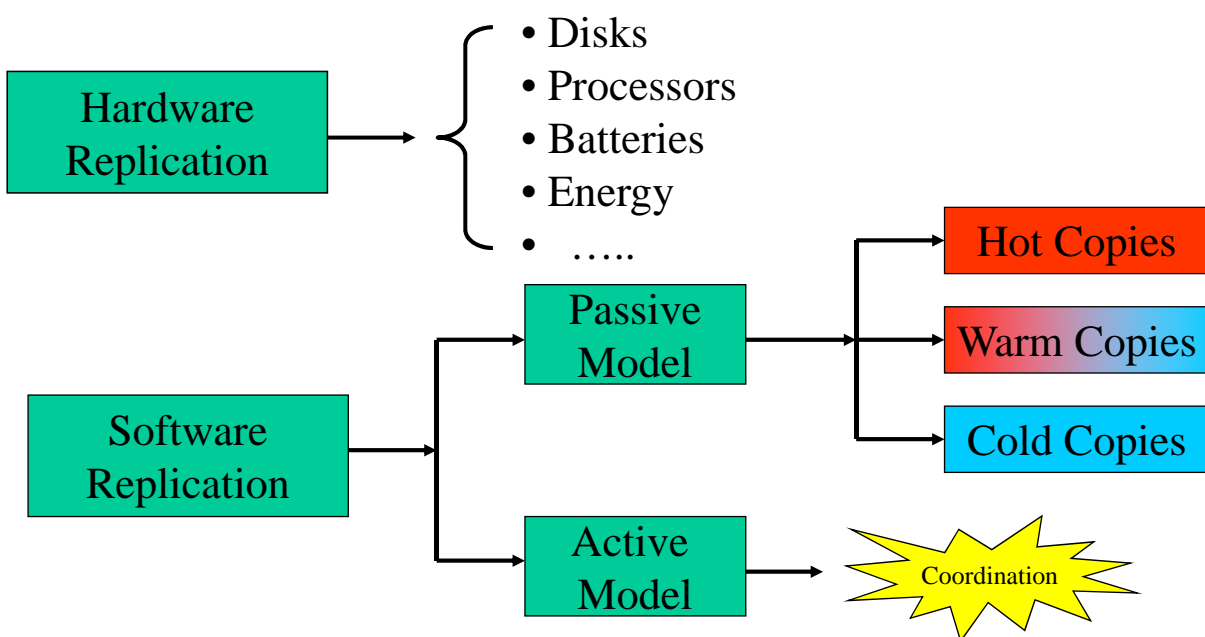 Hardware
Replication
• Disks
• Processors
• Batteries
• Energy
• …..
Software
Replication
Passive
Model
Hot Copies
Warm Copies
Cold Copies
Active
Model
Coordination